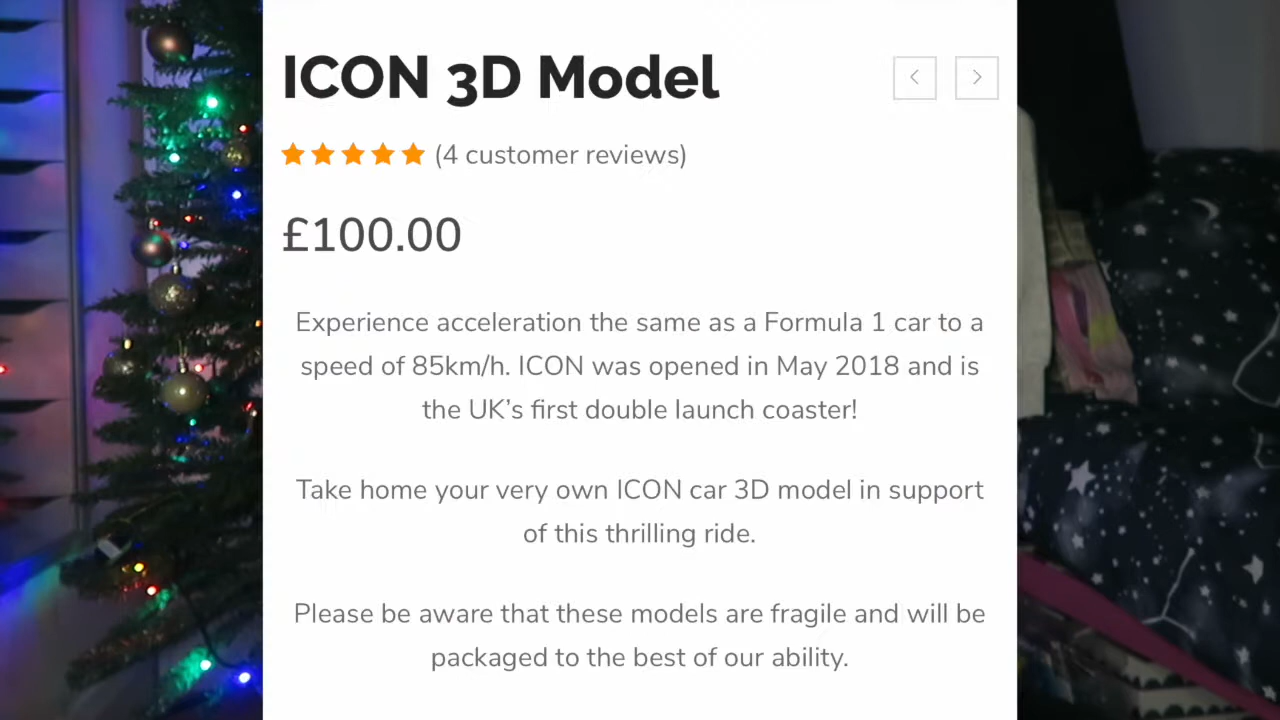 ICON 3D Model
(4 customer reviews)
£100.00
Experience acceleration the same as a Formula 1 car to a
speed of 85km/h. ICON was opened in May 2018 and is
the UK’s first double launch coaster!
Take home your very own ICON car 3D model in support
of this thrilling ride.
Please be aware that these models are fragile and will be
packaged to the best of our ability.